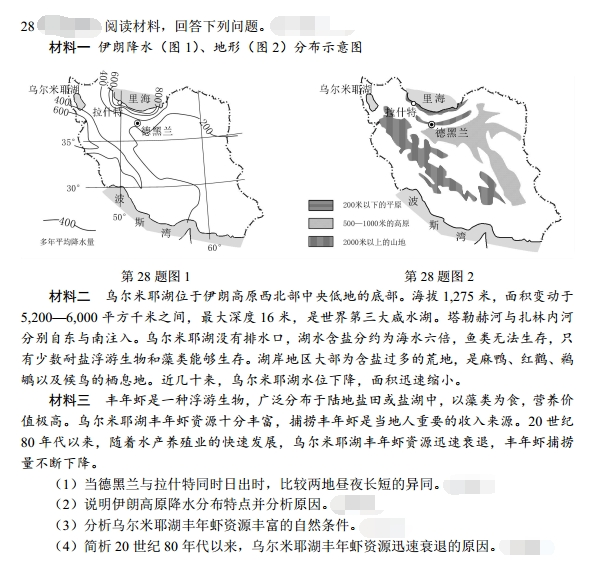 28 阅读材料，回答下列问题。
材料一 伊朗降水（图 1）、地形（图 2）分布示意图
乌尔米耶湖
400
600
400
600
800
里海
拉什特
德黑兰
200
35°
30°
50°
60°
波
斯
湾
400
多年平均降水量
乌尔米耶湖
里海
拉什特
德黑兰
波
斯
湾
200米以下的平原
500—1000米的高原
2000米以上的山地
第 28 题图 1
第 28 题图 2
材料二 乌尔米耶湖位于伊朗高原西北部中央低地的底部。海拔 1,275 米，面积变动于
5,200—6,000 平方千米之间，最大深度 16 米，是世界第三大咸水湖。塔勒赫河与扎林内河
分别自东与南注入。乌尔米耶湖没有排水口，湖水含盐分约为海水六倍，鱼类无法生存，只
有少数耐盐浮游生物和藻类能够生存。湖岸地区大部为含盐过多的荒地，是麻鸭、红鹳、鹈
鹕以及候鸟的栖息地。近几十来，乌尔米耶湖水位下降，面积迅速缩小。
材料三 丰年虾是一种浮游生物，广泛分布于陆地盐田或盐湖中，以藻类为食，营养价
值极高。乌尔米耶湖丰年虾资源十分丰富，捕捞丰年虾是当地人重要的收入来源。20 世纪
80 年代以来，随着水产养殖业的快速发展，乌尔米耶湖丰年虾资源迅速衰退，丰年虾捕捞
量不断下降。
（1）当德黑兰与拉什特同时日出时，比较两地昼夜长短的异同。
（2）说明伊朗高原降水分布特点并分析原因。
（3）分析乌尔米耶湖丰年虾资源丰富的自然条件。
（4）简析 20 世纪 80 年代以来，乌尔米耶湖丰年虾资源迅速衰退的原因。